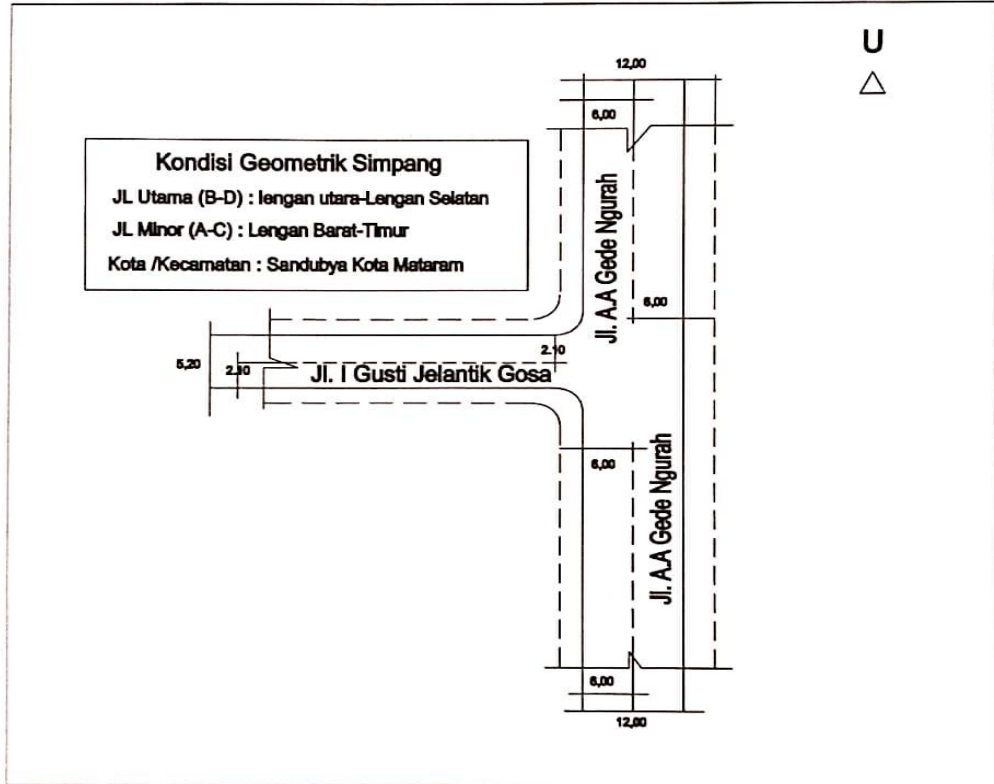 U
12,00
6,00
Kondisi Geometrik Simpang
JL Utama (B-D) : lengan utara-Lengan Selatan
JL Minor (A-C) : Lengan Barat-Timur
Kota /Kecamatan : Sandubya Kota Mataram
Jl. A.A Gede Ngurah
6,00
5,20
2.10
2.10
Jl. I Gusti Jelantik Gosa
6,00
Jl. A.A Gede Ngurah
6,00
12,00